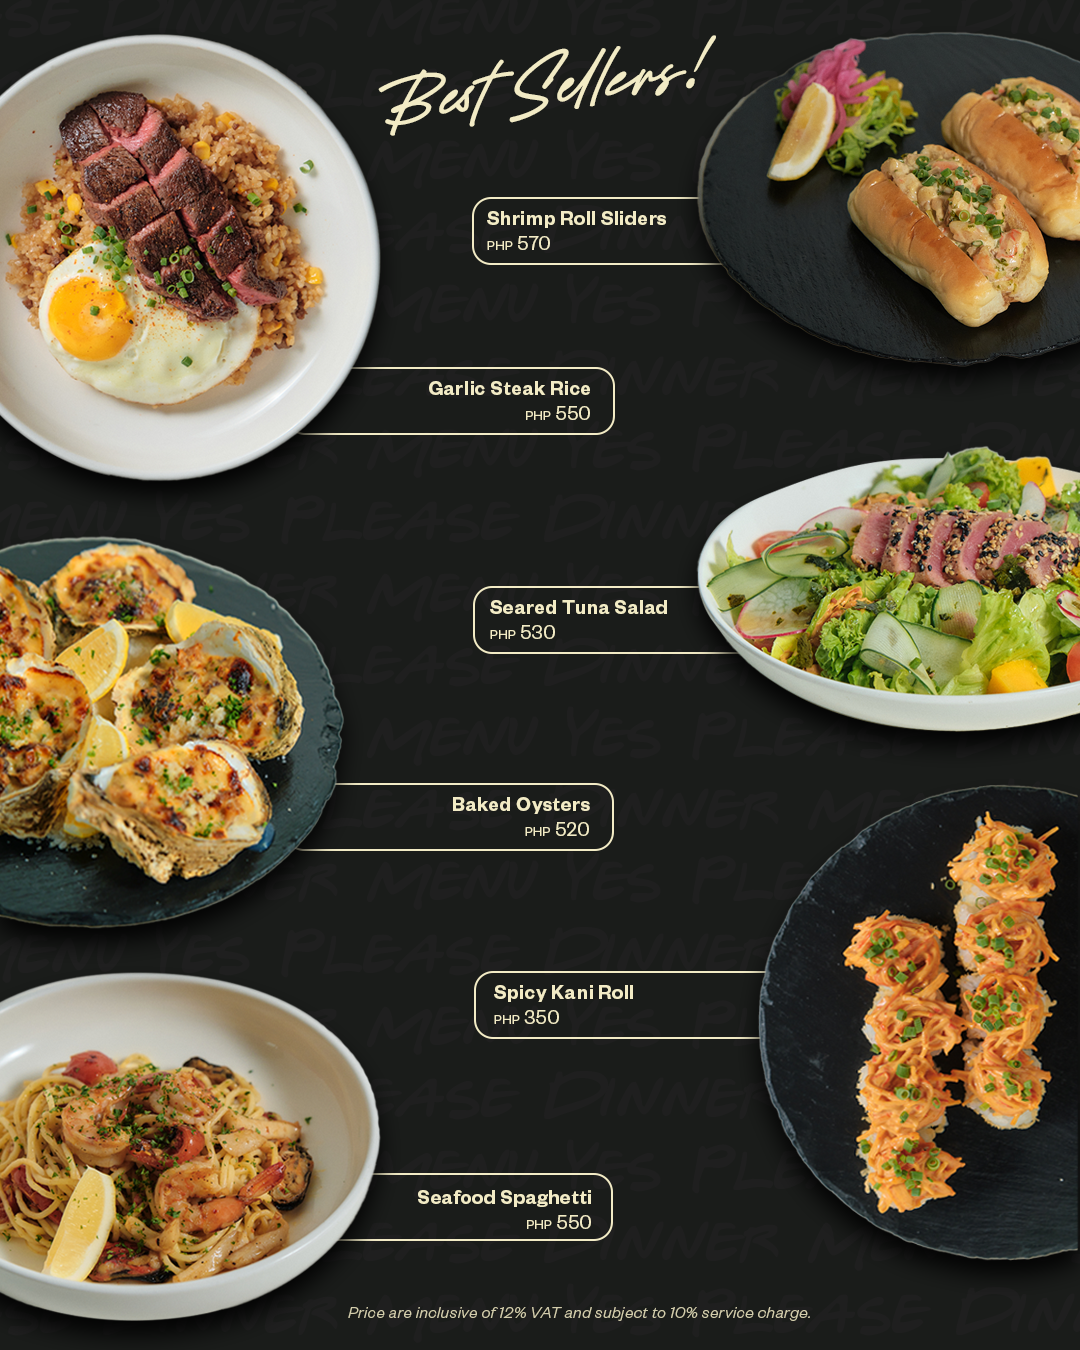 Best Sellers!
Shrimp Roll Sliders
PHP 570
Garlic Steak Rice
PHP 550
Seared Tuna Salad
PHP 530
Baked Oysters
PHP 520
Spicy Kani Roll
PHP 350
Seafood Spaghetti
PHP 550
Price are inclusive of 12% VAT and subject to 10% service charge.